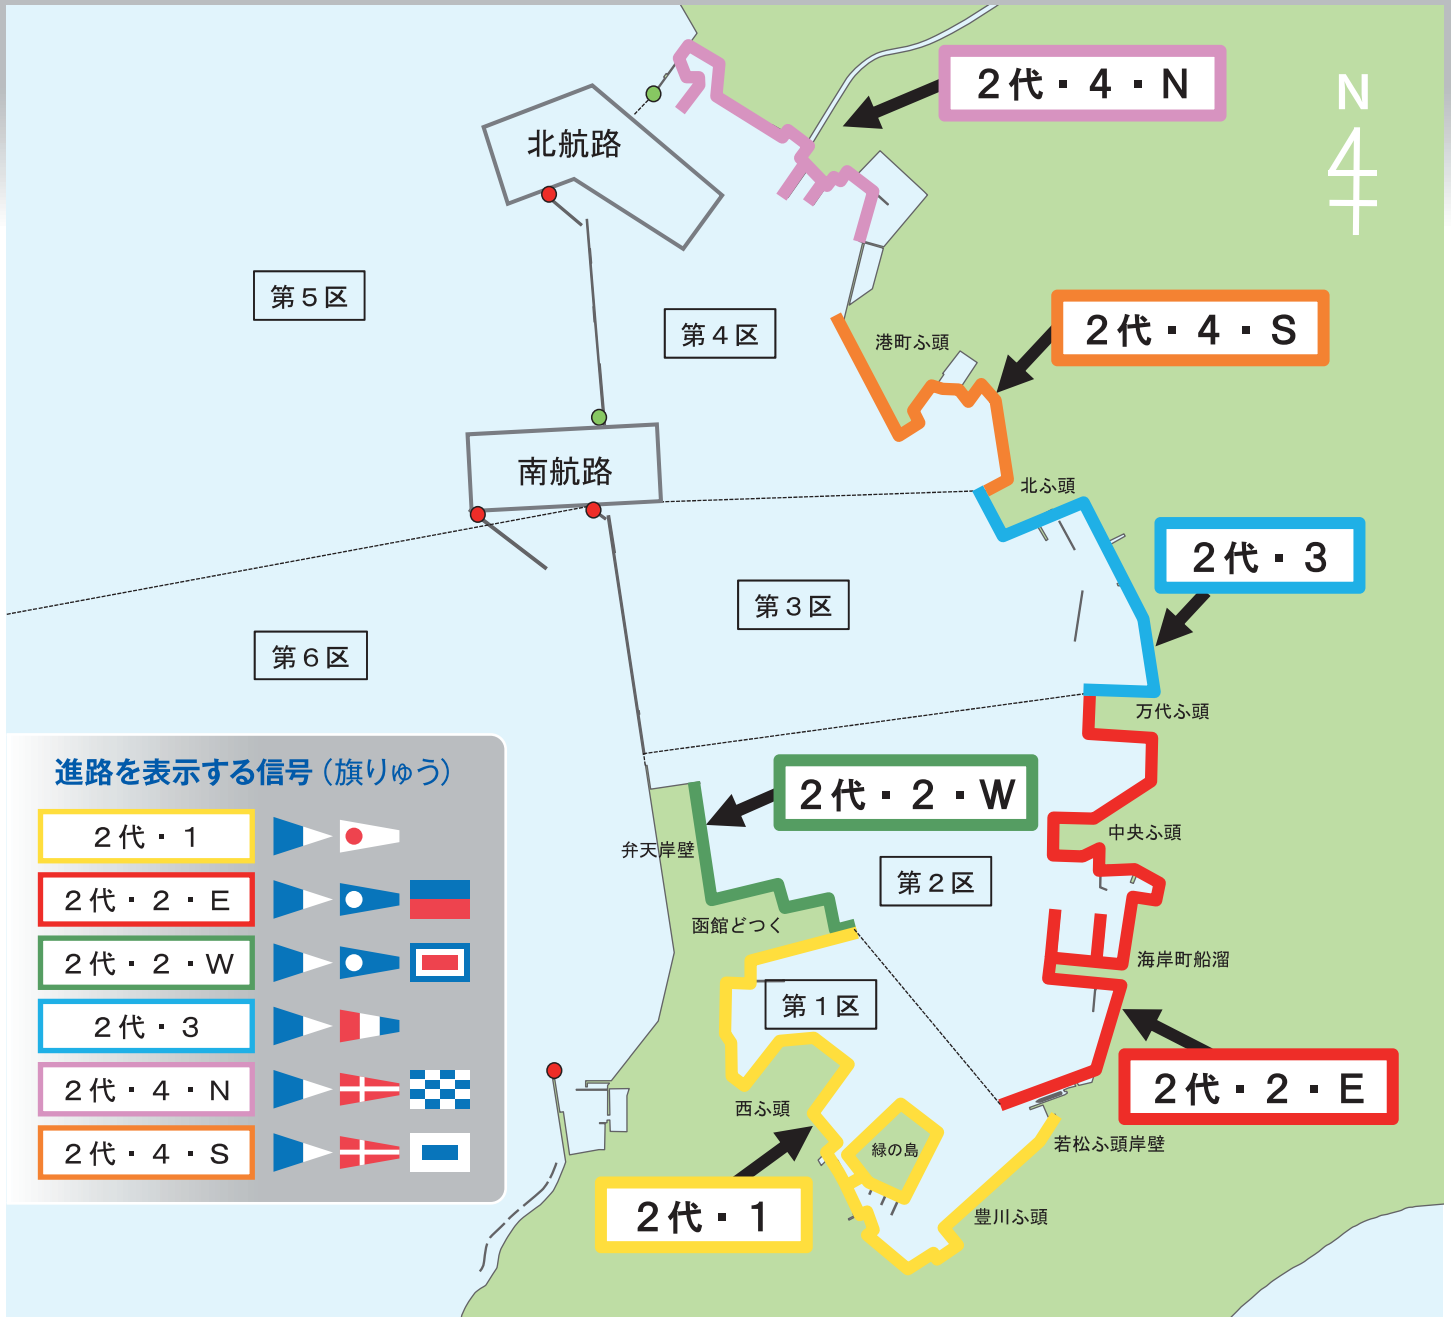 ２代・４・N
N
北航路
第５区
第４区
２代・４・S
港町ふ頭
南航路
北ふ頭
２代・３
第３区
第６区
万代ふ頭
進路を表示する信号（旗りゅう）
２代・１
２代・２・E
２代・２・W
２代・３
２代・４・N
２代・４・S
２代・２・W
中央ふ頭
弁天岸壁
第２区
函館どつく
海岸町船溜
第１区
２代・２・E
西ふ頭
緑の島
若松ふ頭岸壁
２代・１
豊川ふ頭